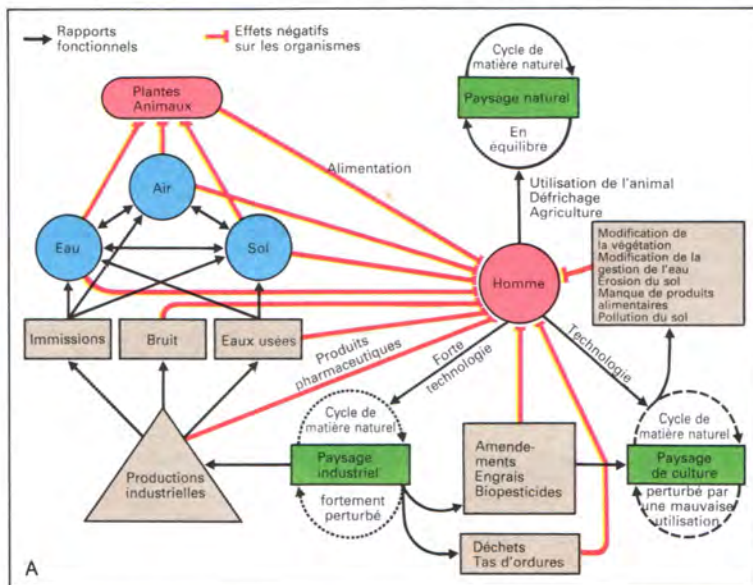 Rapports
fonctionnels
Effets négatifs
sur les organismes
Plantes
Animaux
Cycle de
matière naturel
Paysage naturel
En
équilibre
Alimentation
Air
Eau
Sol
Utilisation de l'animal
Défrichage
Agriculture
Homme
Modification de
la végétation
Modification de la
gestion de l'eau
Érosion du sol
Manque de produits
alimentaires
Pollution du sol
Immissions
Bruit
Eaux usées
Produits
pharmaceutiques
Forte
technologie
Technologie
Cycle de
matière naturel
Paysage
industriel
fortement
perturbé
Productions
industrielles
Amende-
ments
Engrais
Biopesticides
Cycle de
matière naturel
Paysage
de culture
perturbé par
une mauvaise
utilisation
Déchets
Tas d'ordures
A